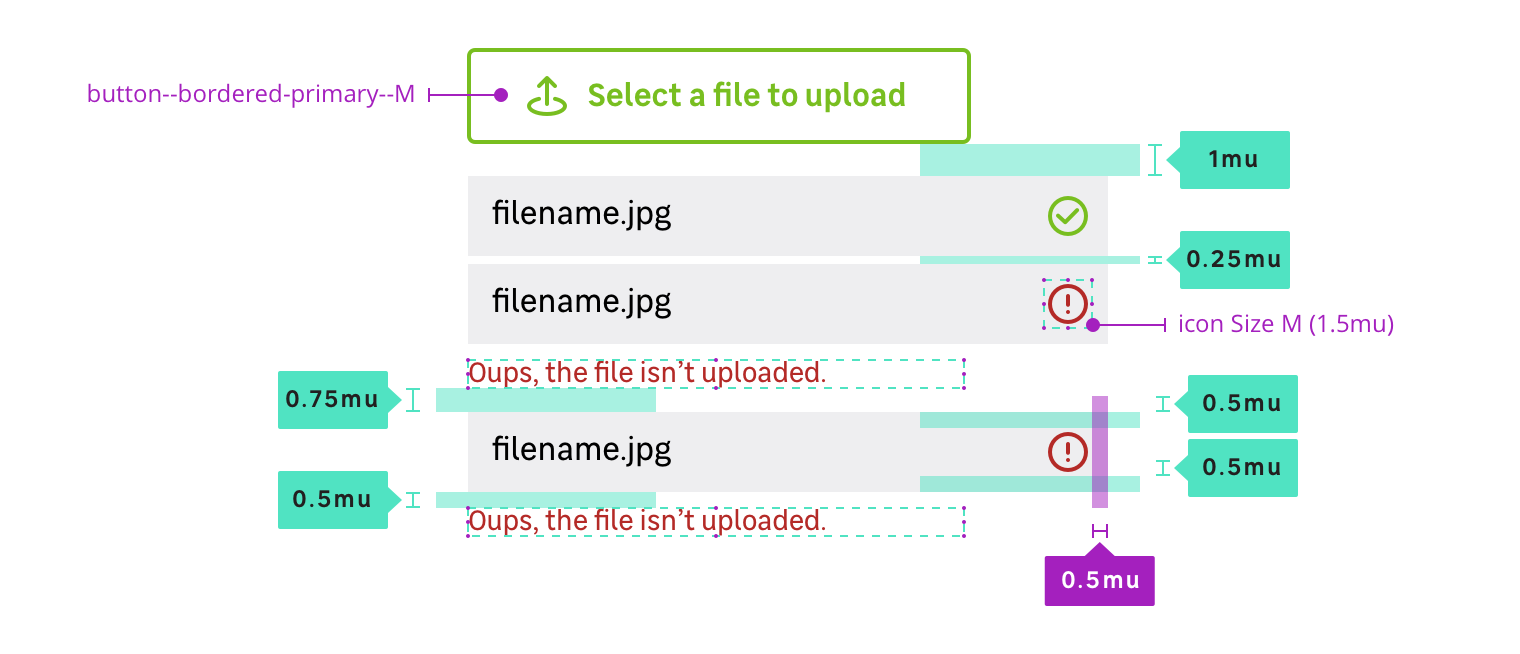 button--bordered-primary--M
Select a file to upload
1mu
filename.jpg
0.25mu
filename.jpg
icon Size M (1.5mu)
Oups, the file isn’t uploaded.
0.75mu
0.5mu
filename.jpg
0.5mu
0.5mu
Oups, the file isn’t uploaded.
0.5mu